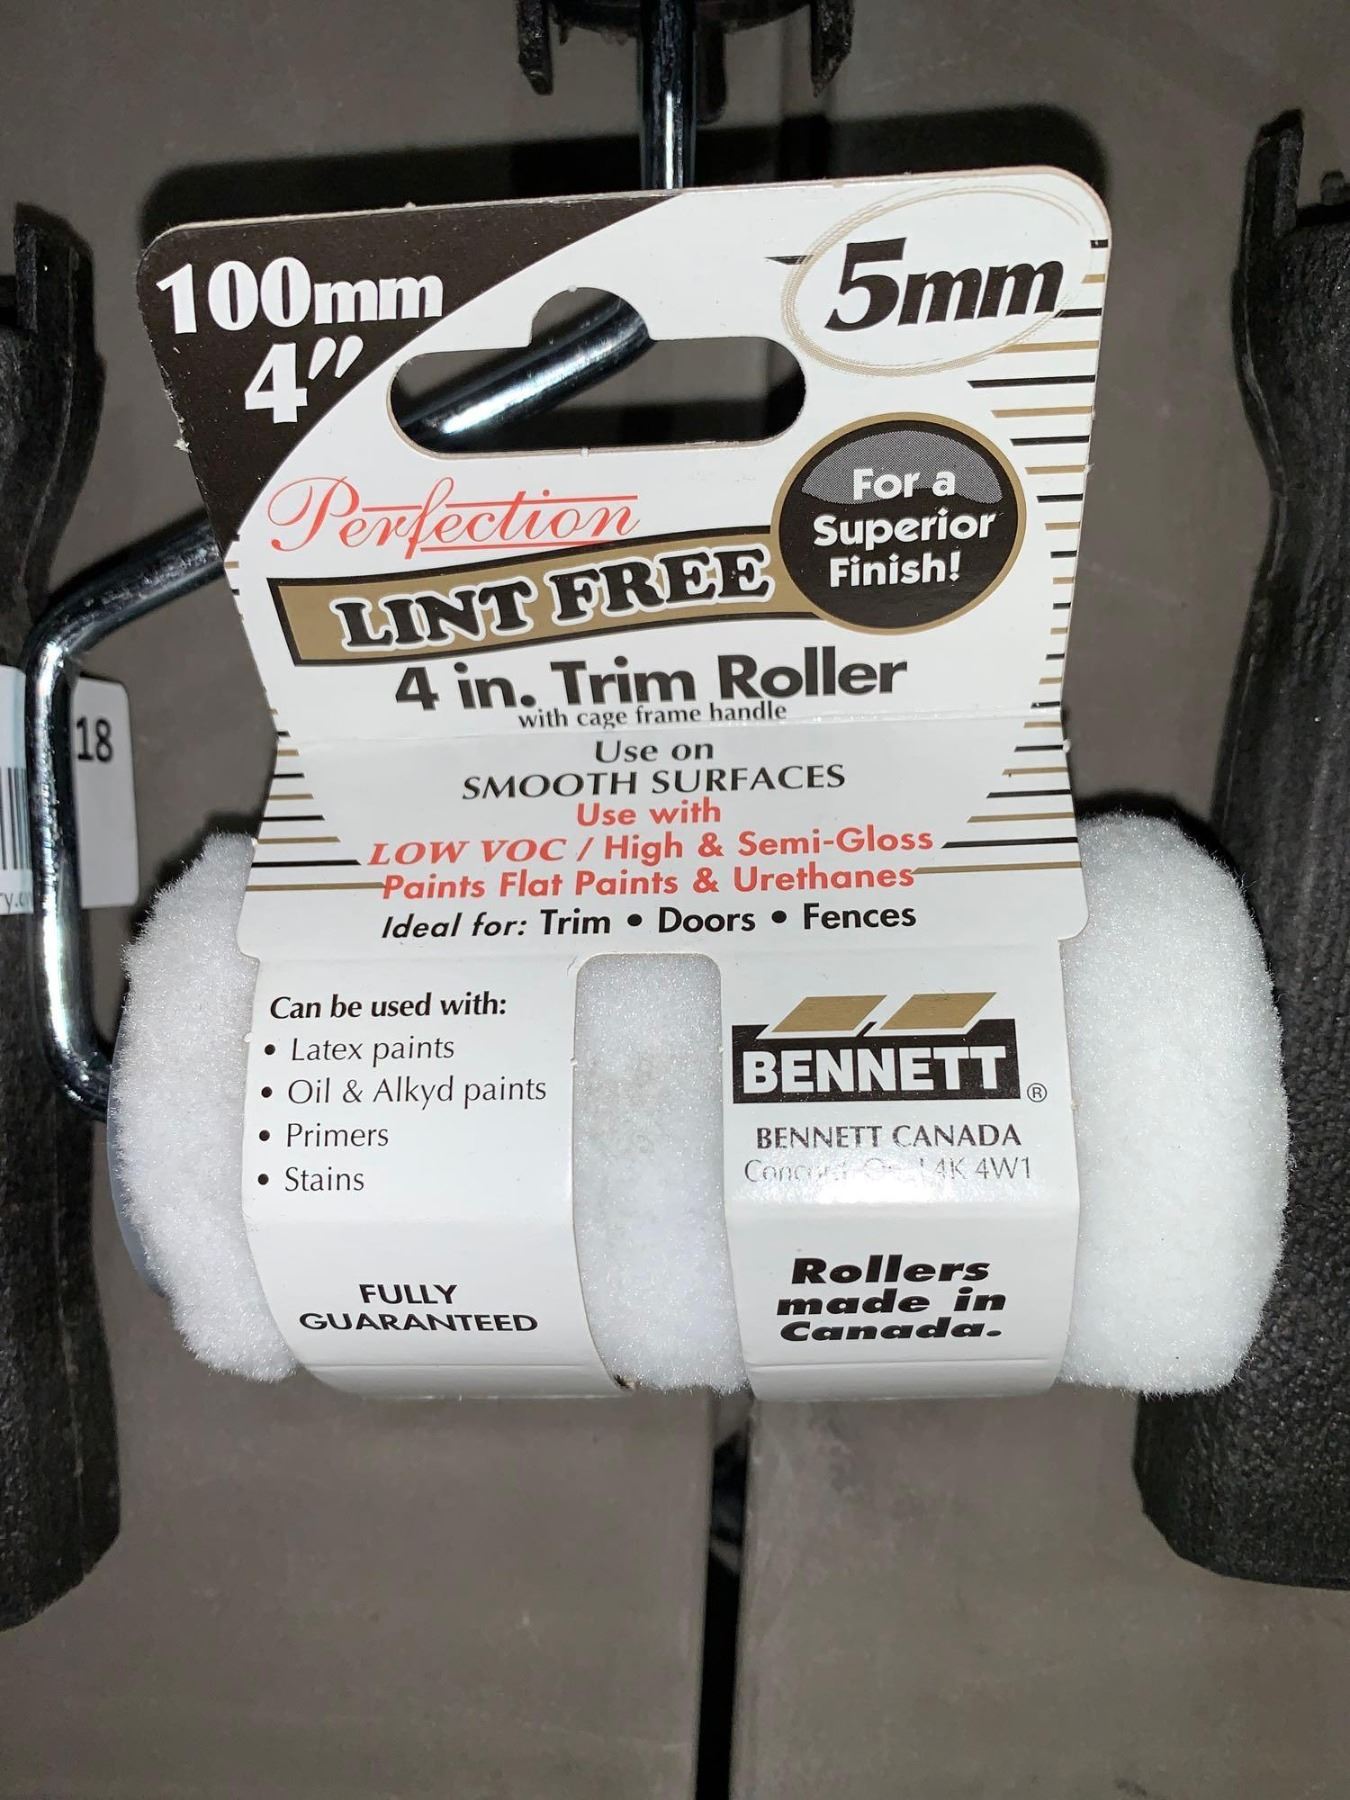 100mm
4”
5mm
For a
Superior
Finish!
Perfection
LINT FREE
4 in. Trim Roller
with cage frame handle
Use on
SMOOTH SURFACES
Use with
LOW VOC / High & Semi-Gloss
Paints Flat Paints & Urethanes
Ideal for: Trim • Doors • Fences
Can be used with:
• Latex paints
• Oil & Alkyd paints
• Primers
• Stains
FULLY
GUARANTEED
BENNETT ®
BENNETT CANADA
L4K 4W1
Rollers
made in
Canada.
18